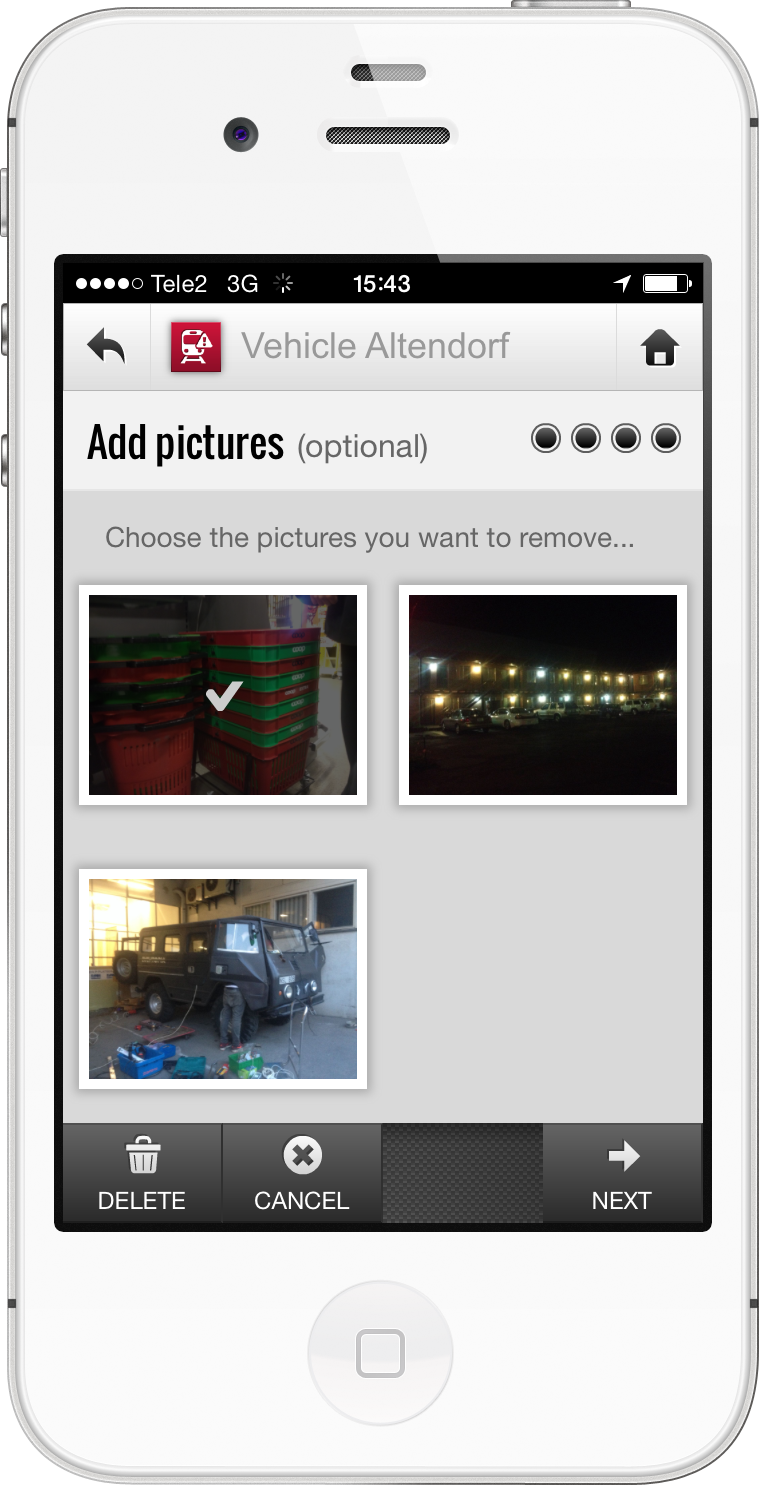 Tele2 3G 15:43
Vehicle Altendorf
Add pictures (optional)
Choose the pictures you want to remove...
DELETE
CANCEL
NEXT